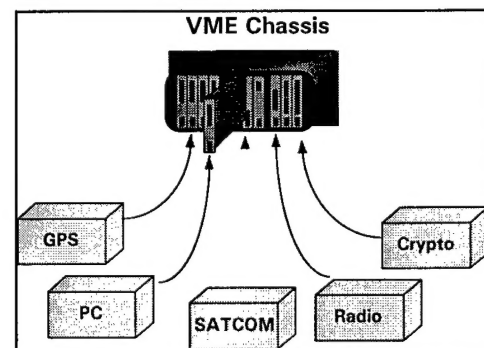 VME Chassis
GPS
Crypto
PC
SATCOM
Radio